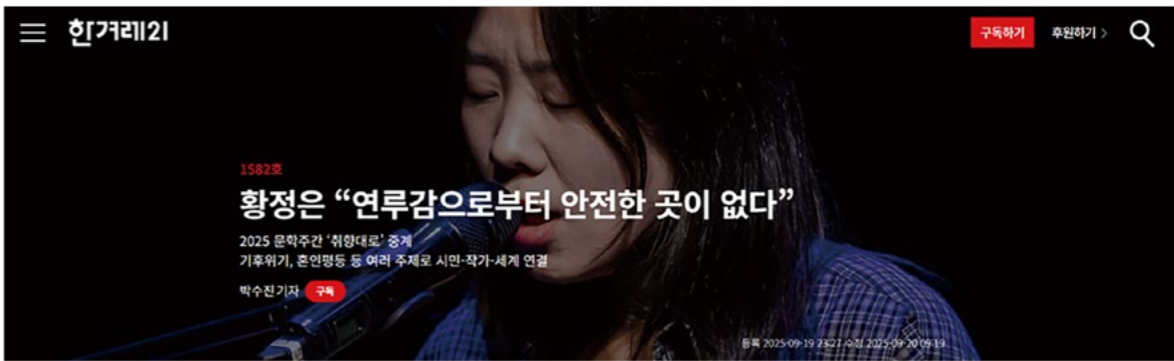 한겨레21
구독하기 후원하기 >
1582호
황정은 “연루감으로부터 안전한 곳이 없다”
2025 문학주간 ‘취향대로’ 중계
기후위기, 혼인평등 등 여러 주제로 시민-작가-세계 연결
박수진 기자 구독
등록 2025-09-19 23:27 수정 2025-09-20 09:19